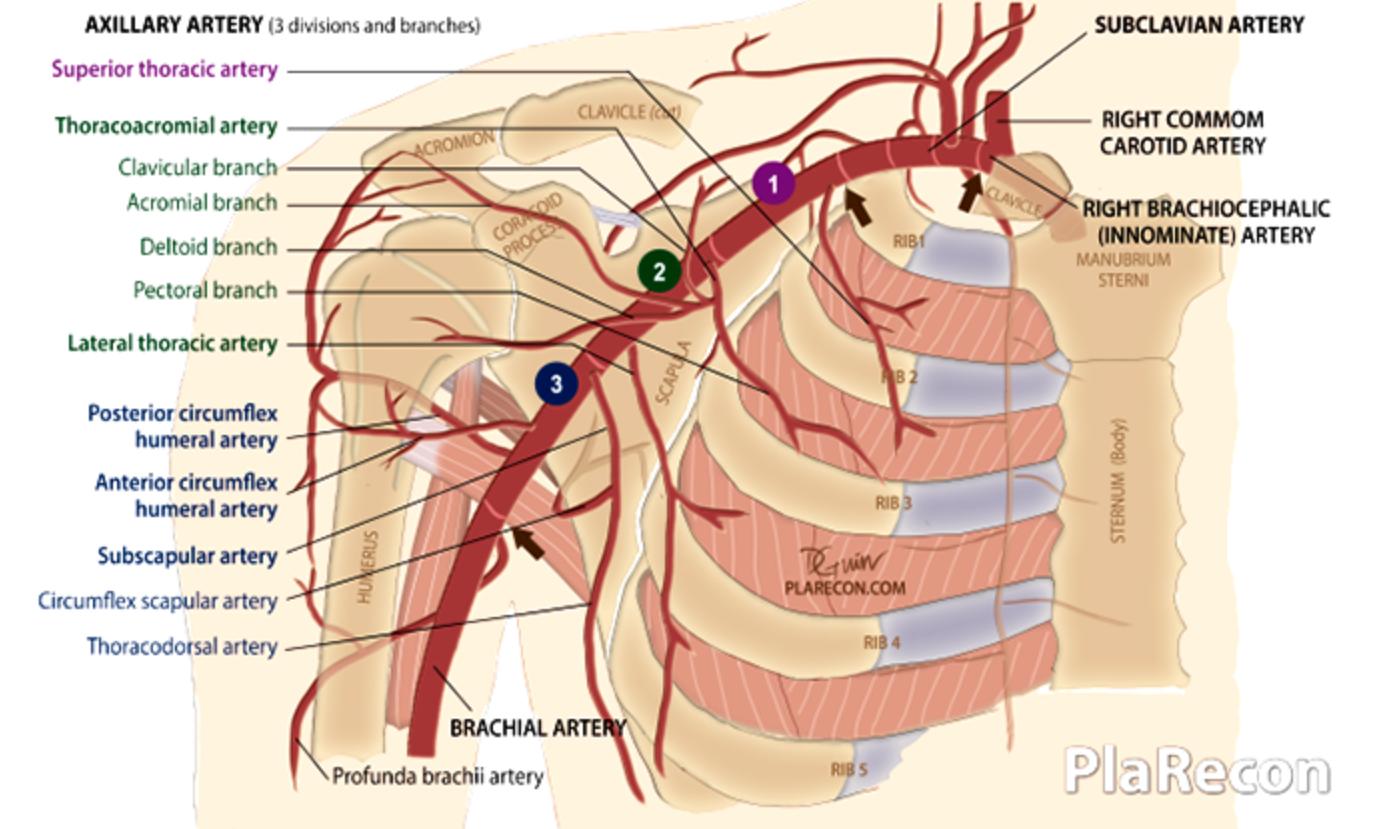 AXILLARY ARTERY (3 divisions and branches)
Superior thoracic artery
Thoracoacromial artery
Clavicular branch
Acromial branch
Deltoid branch
Pectoral branch
Lateral thoracic artery
Posterior circumflex
humeral artery
Anterior circumflex
humeral artery
Subscapular artery
Circumflex scapular artery
Thoracodorsal artery
SUBCLAVIAN ARTERY
RIGHT COMMOM
CAROTID ARTERY
RIGHT BRACHIOCEPHALIC
(INNOMINATE) ARTERY
CLAVICLE (cut)
ACROMION
CORACOID
PROCESS
1
2
3
SCAPULA
HUMERUS
CLAVICLE
MANUBRIUM
STERNI
STERNUM (Body)
RIB1
RIB 2
RIB 3
RIB 4
RIB 5
DGuin
PLARECON.COM
BRACHIAL ARTERY
Profunda brachii artery
PlaRecon